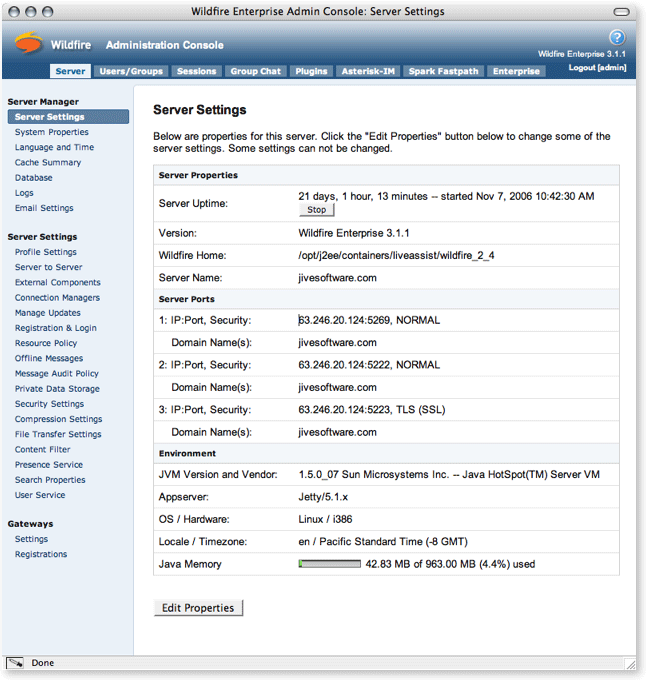 Wildfire Enterprise Admin Console: Server Settings
Wildfire Administration Console
?
Wildfire Enterprise 3.1.1
Logout [admin]
Server Users/Groups Sessions Group Chat Plugins Asterisk-IM Spark Fastpath Enterprise
Server Manager
Server Settings
System Properties
Language and Time
Cache Summary
Database
Logs
Email Settings
Server Settings
Profile Settings
Server to Server
External Components
Connection Managers
Manage Updates
Registration & Login
Resource Policy
Offline Messages
Message Audit Policy
Private Data Storage
Security Settings
Compression Settings
File Transfer Settings
Content Filter
Presence Service
Search Properties
User Service
Gateways
Settings
Registrations
Server Settings
Below are properties for this server. Click the "Edit Properties" button below to change some of the
server settings. Some settings can not be changed.
Server Properties
Server Uptime: 21 days, 1 hour, 13 minutes -- started Nov 7, 2006 10:42:30 AM
Stop
Version: Wildfire Enterprise 3.1.1
Wildfire Home: /opt/j2ee/containers/liveassist/wildfire_2_4
Server Name: jivesoftware.com
Server Ports
1: IP:Port, Security: 63.246.20.124:5269, NORMAL
Domain Name(s): jivesoftware.com
2: IP:Port, Security: 63.246.20.124:5222, NORMAL
Domain Name(s): jivesoftware.com
3: IP:Port, Security: 63.246.20.124:5223, TLS (SSL)
Domain Name(s): jivesoftware.com
Environment
JVM Version and Vendor: 1.5.0_07 Sun Microsystems Inc. -- Java HotSpot(TM) Server VM
Appserver: Jetty/5.1.x
OS / Hardware: Linux / i386
Locale / Timezone: en / Pacific Standard Time (-8 GMT)
Java Memory 42.83 MB of 963.00 MB (4.4%) used
Edit Properties
Done